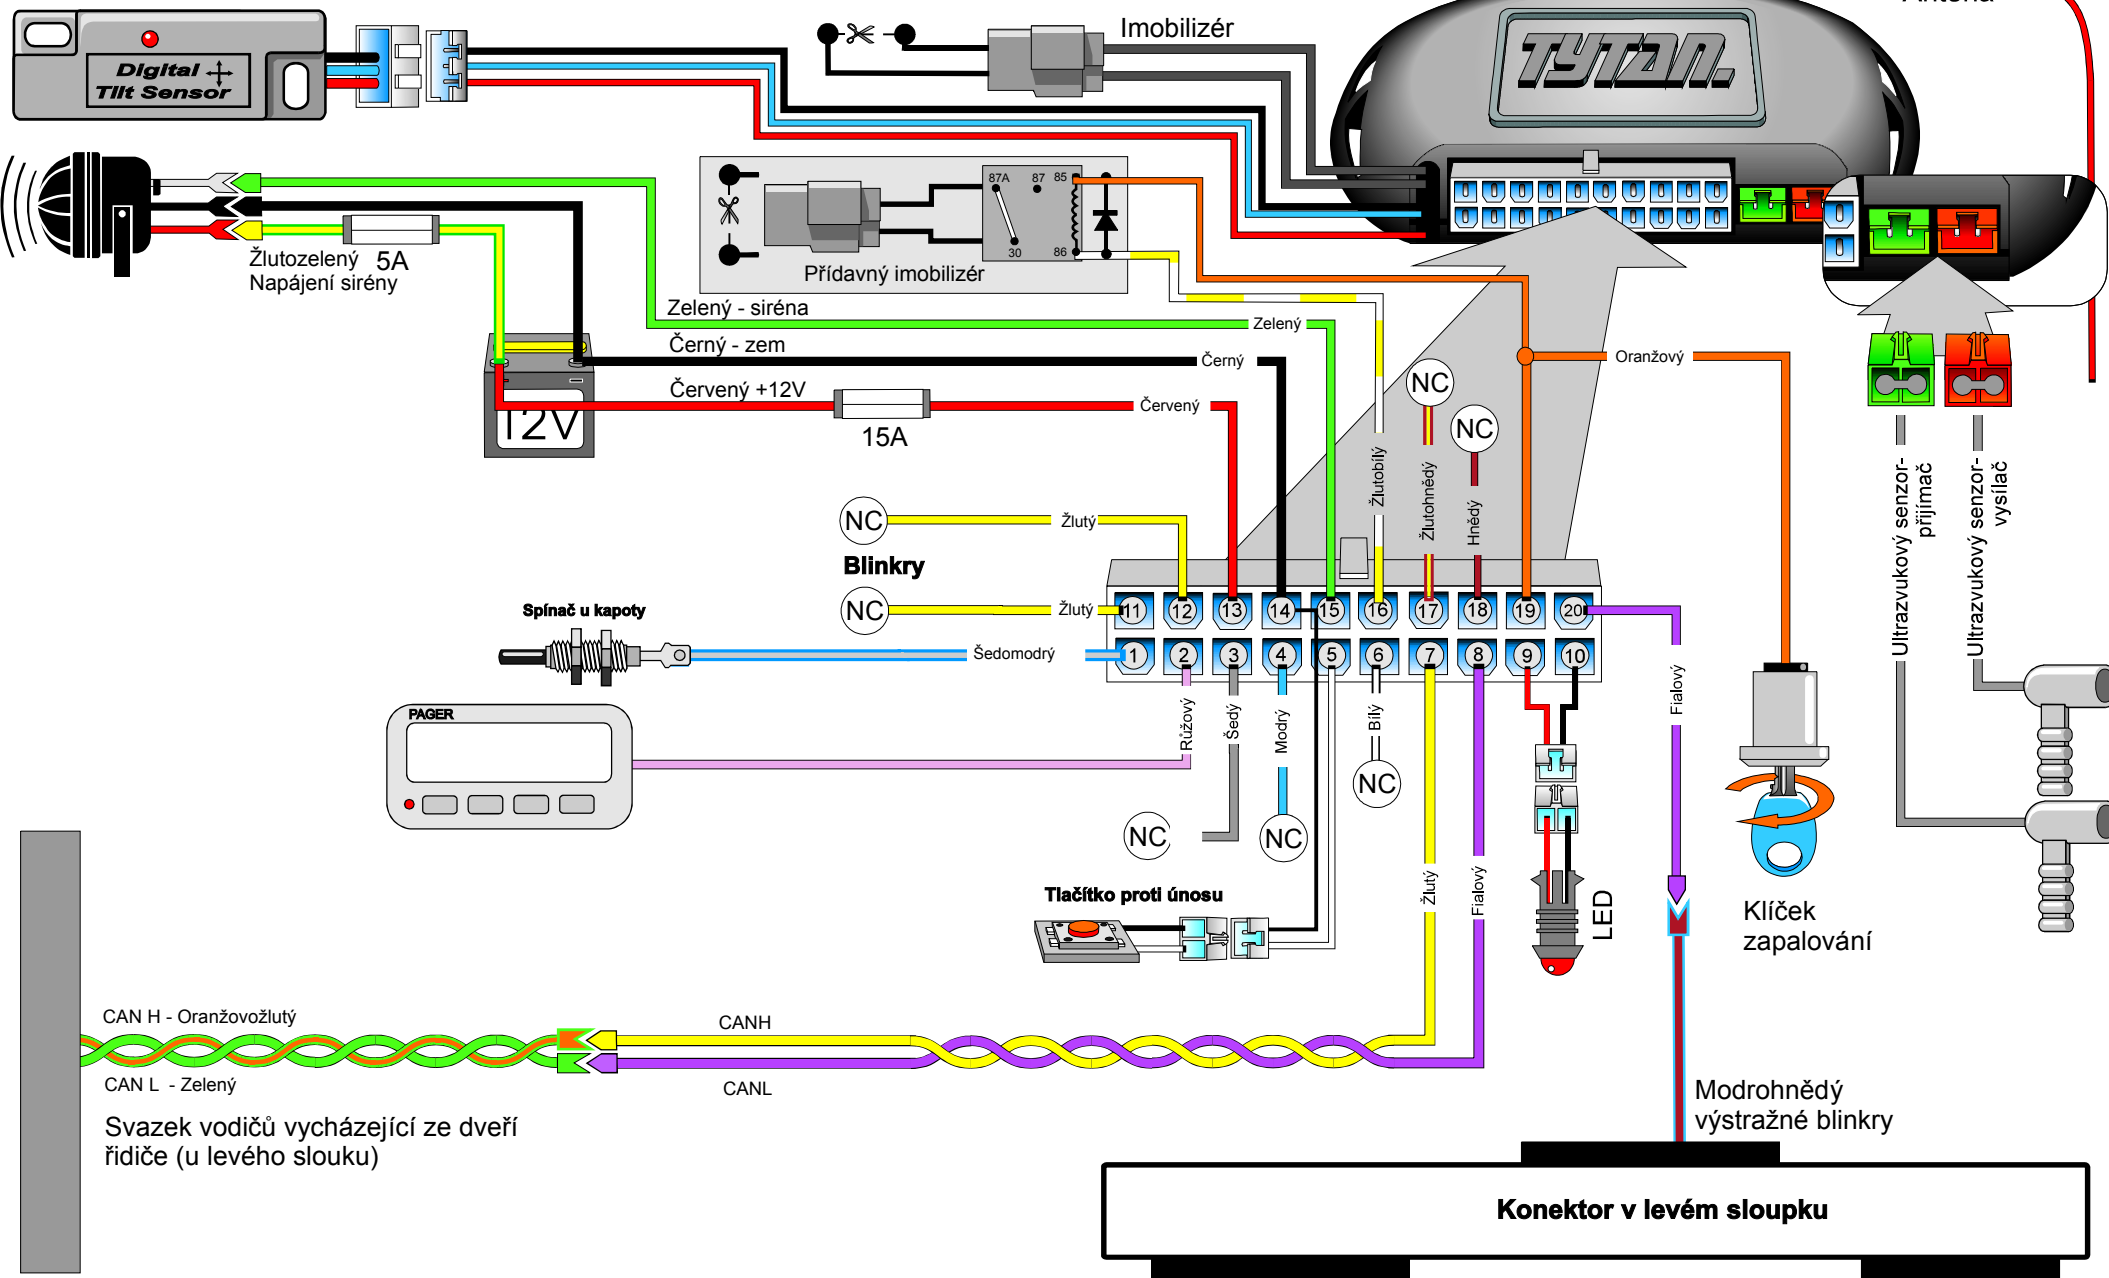 Imobilizér
TYTAN.
Digital
Tilt Sensor
87A 87 85
30 86
Přídavný imobilizér
Žlutozelený 5A
Napájení sirény
Zelený - siréna
Zelený
Černý - zem
Černý
Červený +12V
Červený
15A
12V
Oranžový
NC
NC
Žlutobílý
Žlutohnědý
Hnědý
Ultrazvukový senzor-
přijímač
Ultrazvukový senzor-
vysílač
NC
Žlutý
Blinkry
NC
Žlutý
Spínač u kapoty
Šedomodrý
11 12 13 14 15 16 17 18 19 20
1 2 3 4 5 6 7 8 9 10
Růžový
Šedý
Modrý
Bílý
Fialový
PAGER
NC
NC
NC
Žlutý
Fialový
Tlačítko proti únosu
LED
Klíček
zapalování
CAN H - Oranžovožlutý
CANH
CAN L - Zelený
CANL
Svazek vodičů vycházející ze dveří
řidiče (u levého slouku)
Modrohnědý
výstražné blinkry
Konektor v levém sloupku